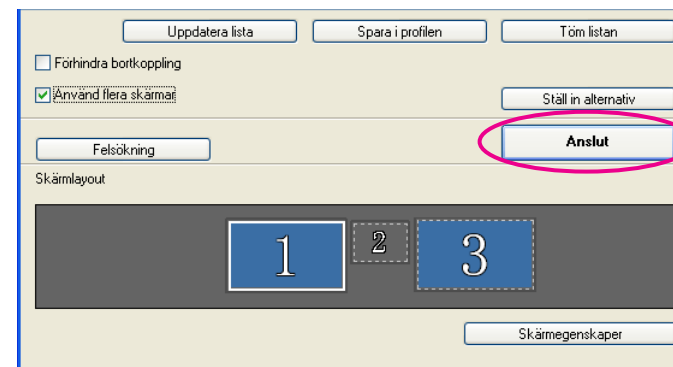 Uppdatera lista Spara i profilen Töm listan
Förhindra bortkoppling
Använd flera skärmar
Ställ in alternativ
Anslut
Felsökning
Skärmlayout
1 2 3
Skärmegenskaper